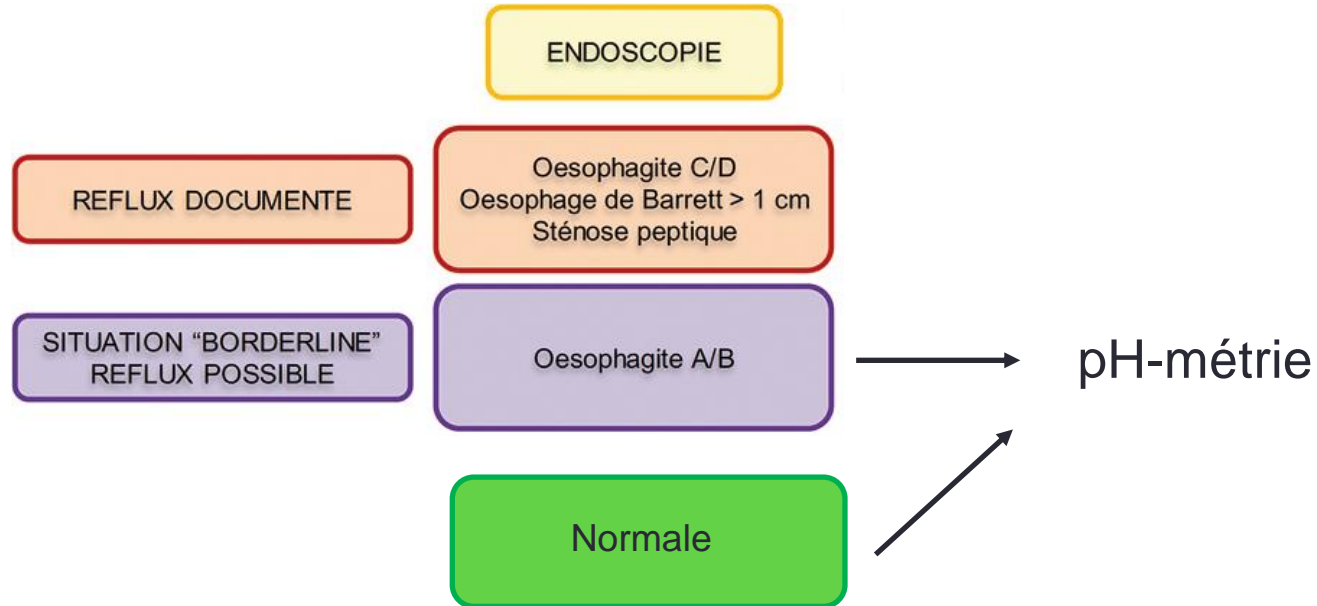 ENDOSCOPIE
REFLUX DOCUMENTE
Oesophagite C/D
Oesophage de Barrett > 1 cm
Sténose peptique
SITUATION “BORDERLINE”
REFLUX POSSIBLE
Oesophagite A/B
pH-métrie
Normale